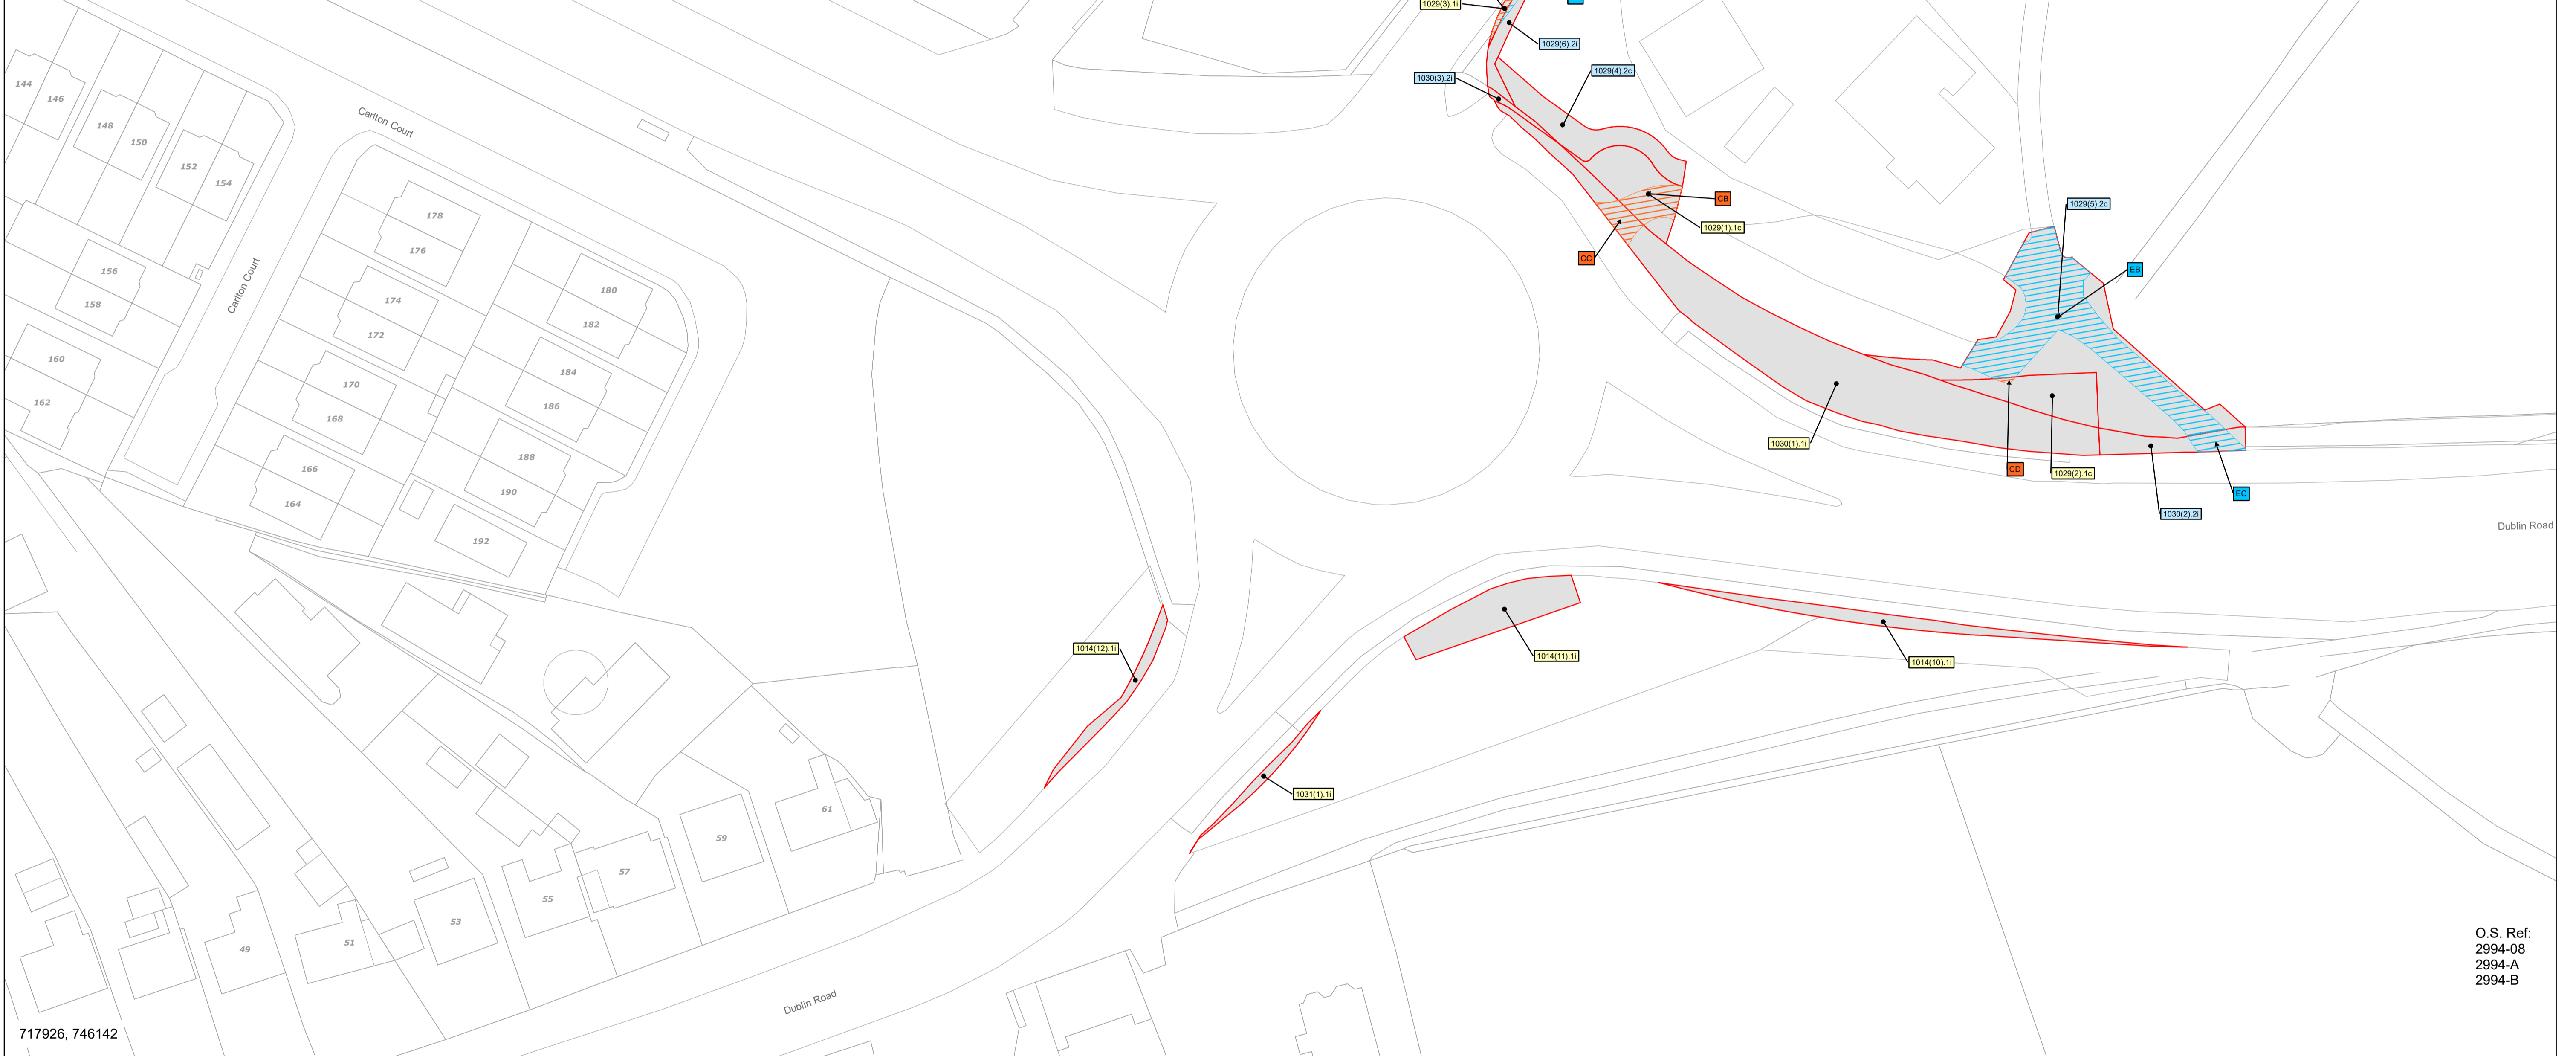 1029(3).1i
1029(6).2i
1029(4).2c
1030(3).2i
144
146
148
150
152
154
Carlton Court
178
176
156
158
Carlton Court
174
172
180
182
CB
1029(1).1c
CC
1029(5).2c
EB
160
162
170
168
184
186
166
164
188
190
192
1030(1).1i
CD
1029(2).1c
EC
1030(2).2i
Dublin Road
1014(12).1i
1014(11).1i
1014(10).1i
1031(1).1i
61
59
57
55
53
51
49
Dublin Road
O.S. Ref:
2994-08
2994-A
2994-B
717926, 746142